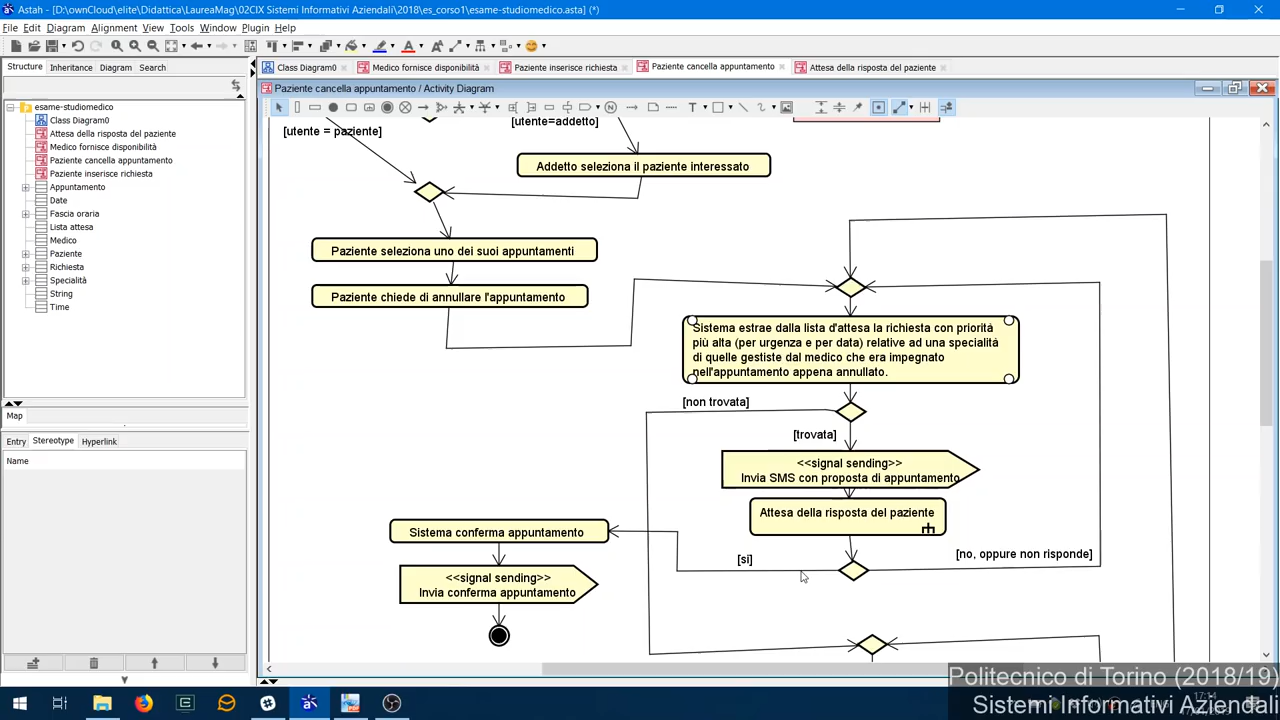 Astah - [D:\ownCloud\elite\Didattica\LaureaMag\02CIX Sistemi Informativi Aziendali\2018\es_corso1\esame-studiomedico.asta] (*)
File Edit Diagram Alignment View Tools Window Plugin Help
Structure Inheritance Diagram Search
Class Diagram0 Medico fornisce disponibilità Paziente inserisce richiesta Paziente cancella appuntamento Attesa della risposta del paziente
Paziente cancella appuntamento / Activity Diagram
esame-studiomedico
Class Diagram0
Attesa della risposta del paziente
Medico fornisce disponibilità
Paziente cancella appuntamento
Paziente inserisce richiesta
Appuntamento
Date
Fascia oraria
Lista attesa
Medico
Paziente
Richiesta
Specialità
String
Time
Map
Entry Stereotype Hyperlink
Name
[utente = paziente]
[utente=addetto]
Addetto seleziona il paziente interessato
Paziente seleziona uno dei suoi appuntamenti
Paziente chiede di annullare l'appuntamento
Sistema estrae dalla lista d'attesa la richiesta con priorità
più alta (per urgenza e per data) relative ad una specialità
di quelle gestiste dal medico che era impegnato
nell'appuntamento appena annullato.
[non trovata]
[trovata]
<<signal sending>>
Invia SMS con proposta di appuntamento
Attesa della risposta del paziente
[si]
[no, oppure non risponde]
Sistema conferma appuntamento
<<signal sending>>
Invia conferma appuntamento
Politecnico di Torino (2018/19)
Sistemi Informativi Aziendali
17:14